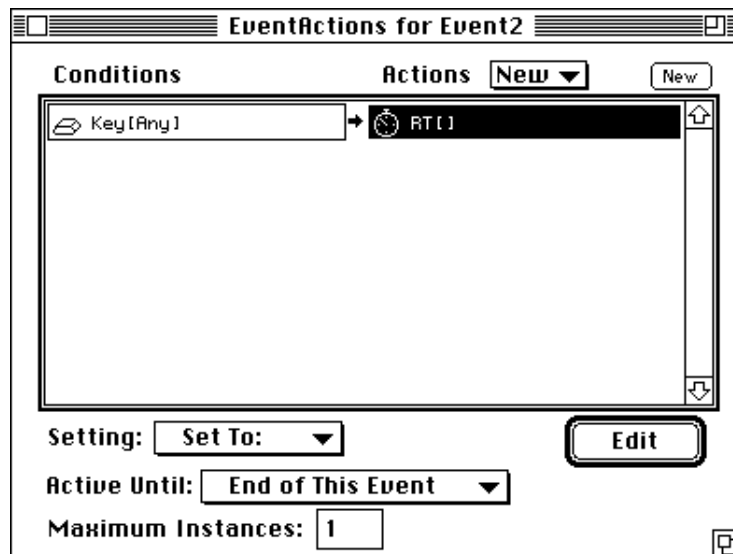 EventActions for Event2
Conditions Actions New New
Key[Any] RT[]
Setting: Set To: Edit
Active Until: End of This Event
Maximum Instances: 1